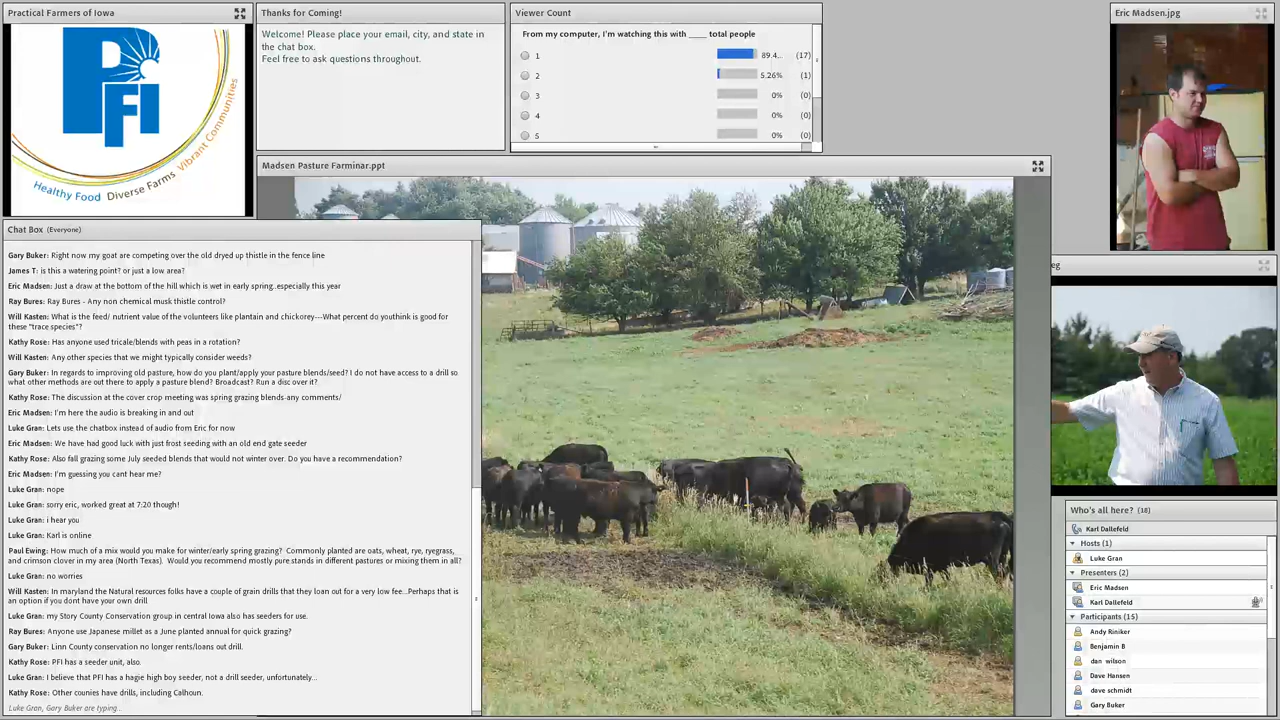 Practical Farmers of Iowa
PFI
Healthy Food Diverse Farms Vibrant Communities
Thanks for Coming!
Welcome! Please place your email, city, and state in
the chat box.
Feel free to ask questions throughout.
Viewer Count
From my computer, I'm watching this with ____ total people
1 89.4... (17)
2 5.26% (1)
3 0% (0)
4 0% (0)
5 0% (0)
Eric Madsen.jpg
Madsen Pasture Farminar.ppt
Chat Box (Everyone)
Gary Buker: Right now my goat are competing over the old dryed up thistle in the fence line
James T: is this a watering point? or just a low area?
Eric Madsen: Just a draw at the bottom of the hill which is wet in early spring..especially this year
Ray Bures: Ray Bures - Any non chemical musk thistle control?
Will Kasten: What is the feed/ nutrient value of the volunteers like plantain and chickorey---What percent do youthink is good for
these "trace species"?
Kathy Rose: Has anyone used tricale/blends with peas in a rotation?
Will Kasten: Any other species that we might typically consider weeds?
Gary Buker: In regards to improving old pasture, how do you plant/apply your pasture blends/seed? I do not have access to a drill so
what other methods are out there to apply a pasture blend? Broadcast? Run a disc over it?
Kathy Rose: The discussion at the cover crop meeting was spring grazing blends-any comments/
Eric Madsen: I'm here the audio is breaking in and out
Luke Gran: Lets use the chatbox instead of audio from Eric for now
Eric Madsen: We have had good luck with just frost seeding with an old end gate seeder
Kathy Rose: Also fall grazing some July seeded blends that would not winter over. Do you have a recommendation?
Eric Madsen: I'm guessing you cant hear me?
Luke Gran: nope
Luke Gran: sorry eric, worked great at 7:20 though!
Luke Gran: i hear you
Luke Gran: Karl is online
Paul Ewing: How much of a mix would you make for winter/early spring grazing? Commonly planted are oats, wheat, rye, ryegrass,
and crimson clover in my area (North Texas). Would you recommend mostly pure stands in different pastures or mixing them in all?
Luke Gran: no worries
Will Kasten: In maryland the Natural resources folks have a couple of grain drills that they loan out for a very low fee...Perhaps that is
an option if you dont have your own drill
Luke Gran: my Story County Conservation group in central Iowa also has seeders for use.
Ray Bures: Anyone use Japanese millet as a June planted annual for quick grazing?
Gary Buker: Linn County conservation no longer rents/loans out drill.
Kathy Rose: PFI has a seeder unit, also.
Luke Gran: I believe that PFI has a hagie high boy seeder, not a drill seeder, unfortunately...
Kathy Rose: Other counies have drills, including Calhoun.
Luke Gran, Gary Buker are typing...
eg
Who's all here? (18)
Karl Dallefeld
Hosts (1)
Luke Gran
Presenters (2)
Eric Madsen
Karl Dallefeld
Participants (15)
Andy Riniker
Benjamin B
dan wilson
Dave Hansen
dave schmidt
Gary Buker